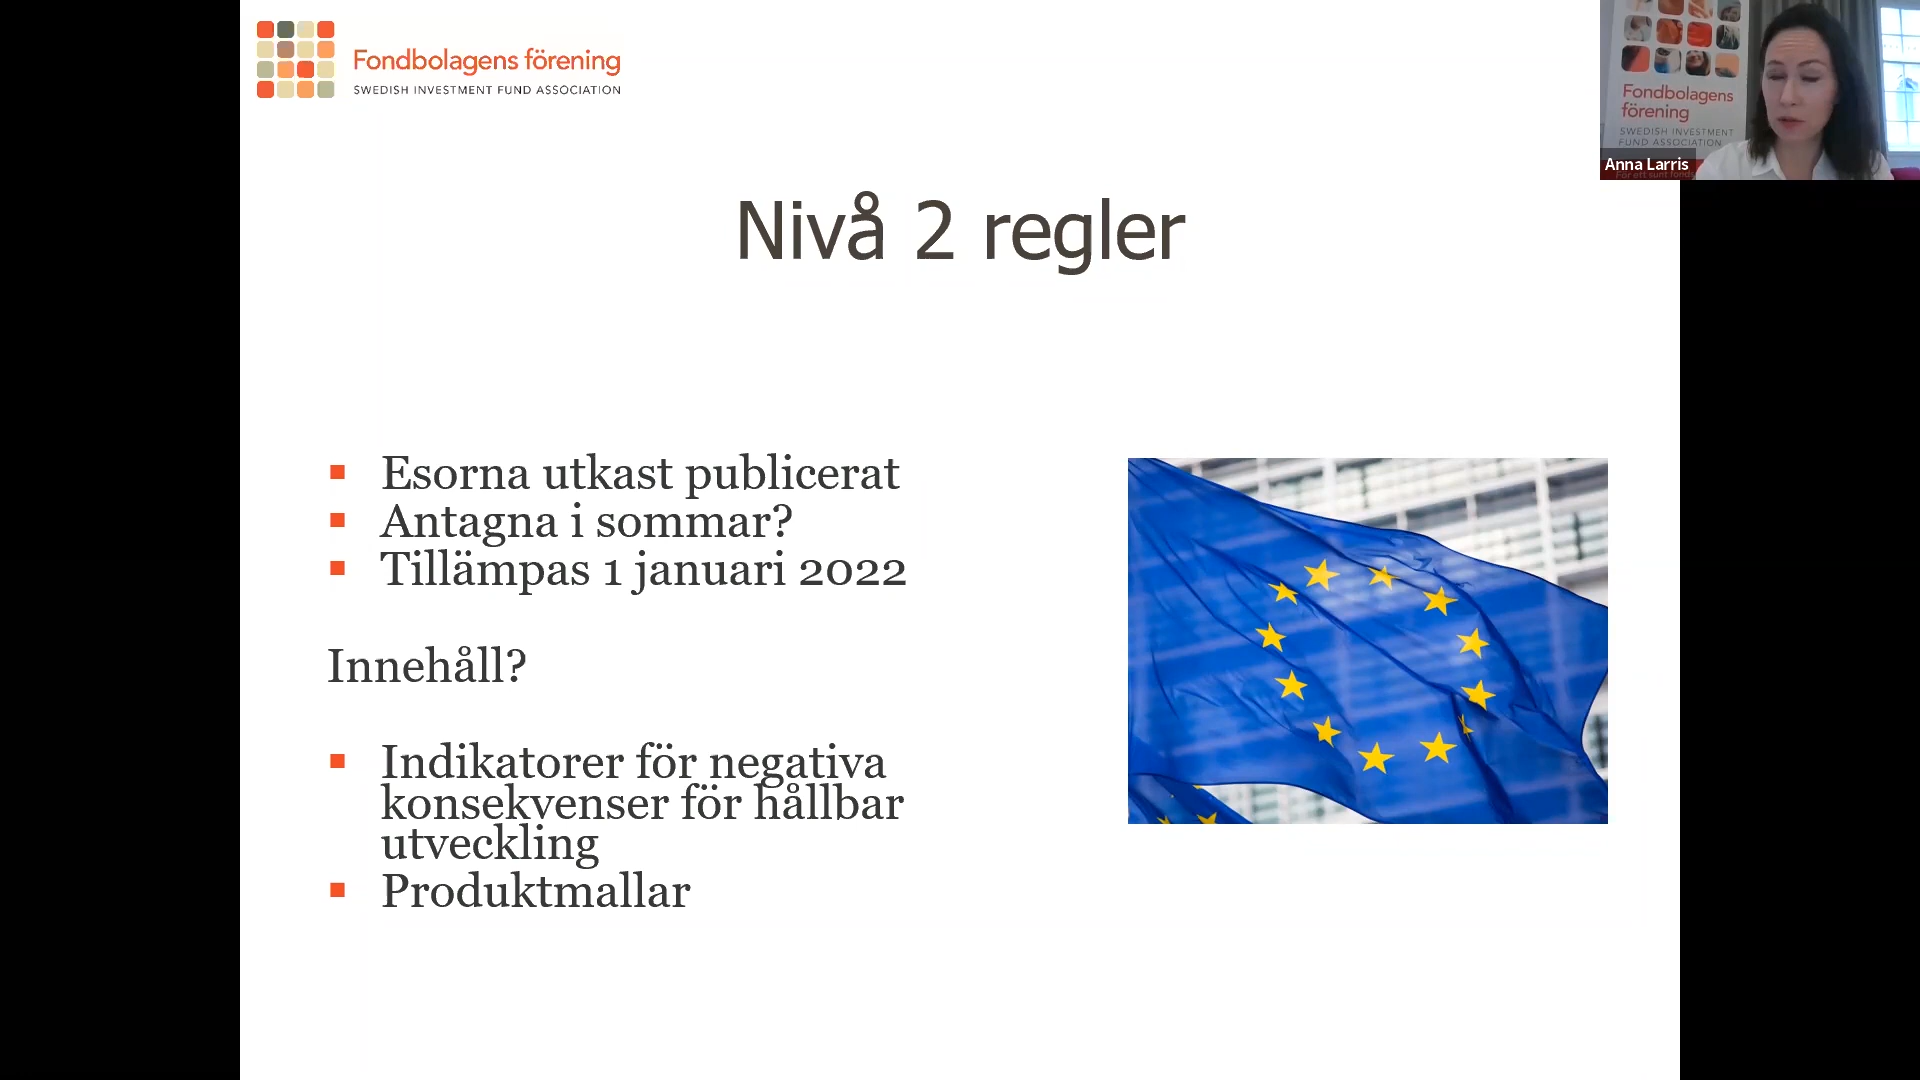 Fondbolagens förening
SWEDISH INVESTMENT FUND ASSOCIATION
Fondbolagens
förening
SWEDISH INVESTMENT
FUND ASSOCIATION
Anna Larris
Nivå 2 regler
Esorna utkast publicerat
Antagna i sommar?
Tillämpas 1 januari 2022
Innehåll?
Indikatorer för negativa
konsekvenser för hållbar
utveckling
Produktmallar